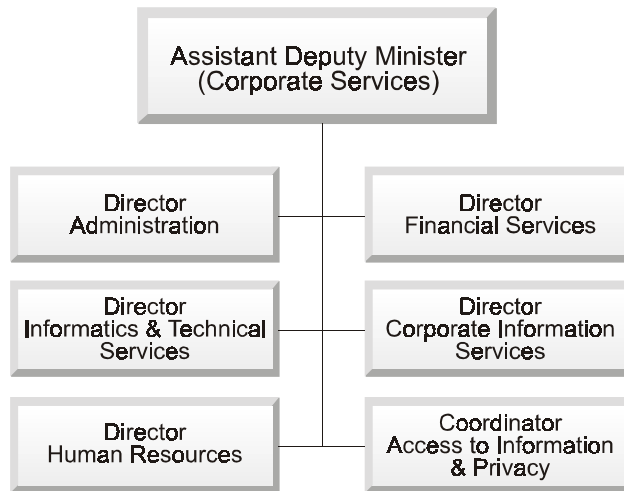 Assistant Deputy Minister
(Corporate Services)
Director
Administration
Director
Financial Services
Director
Informatics & Technical
Services
Director
Corporate Information
Services
Director
Human Resources
Coordinator
Access to Information
& Privacy